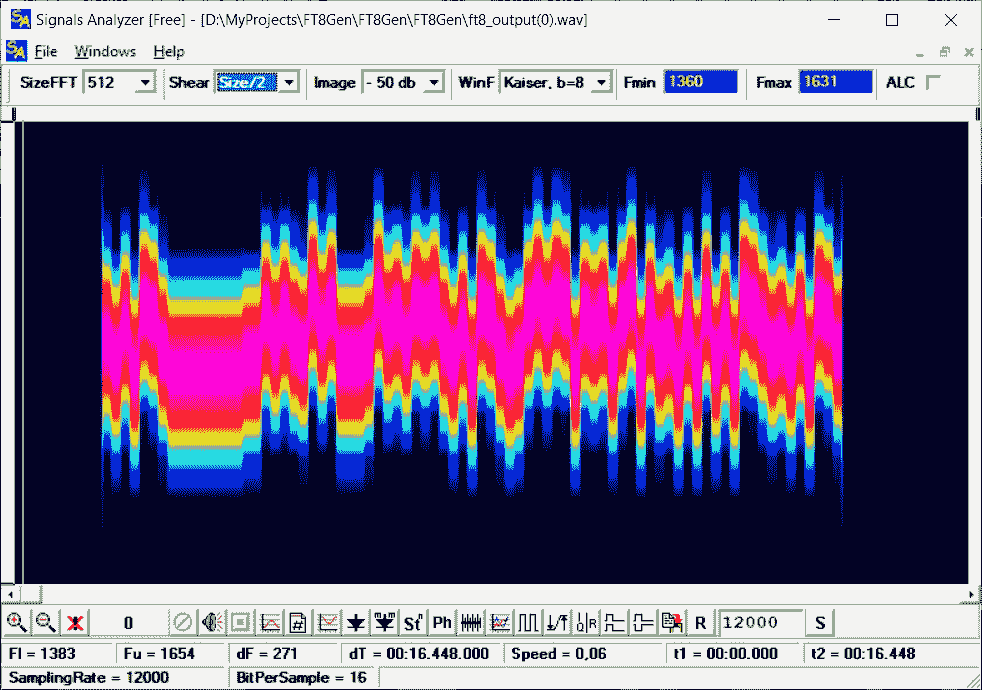 SA Signals Analyzer [Free] - [D:\MyProjects\FT8Gen\FT8Gen\FT8Gen\ft8_output(0).wav]
SA File Windows Help
SizeFFT 512 Shear Size/2 Image - 50 db WinF Kaiser, b=8 Fmin 1360 Fmax 1631 ALC
0 St Ph R R 12000 S
Fl = 1383 Fu = 1654 dF = 271 dT = 00:16.448.000 Speed = 0,06 t1 = 00:00.000 t2 = 00:16.448
SamplingRate = 12000 BitPerSample = 16